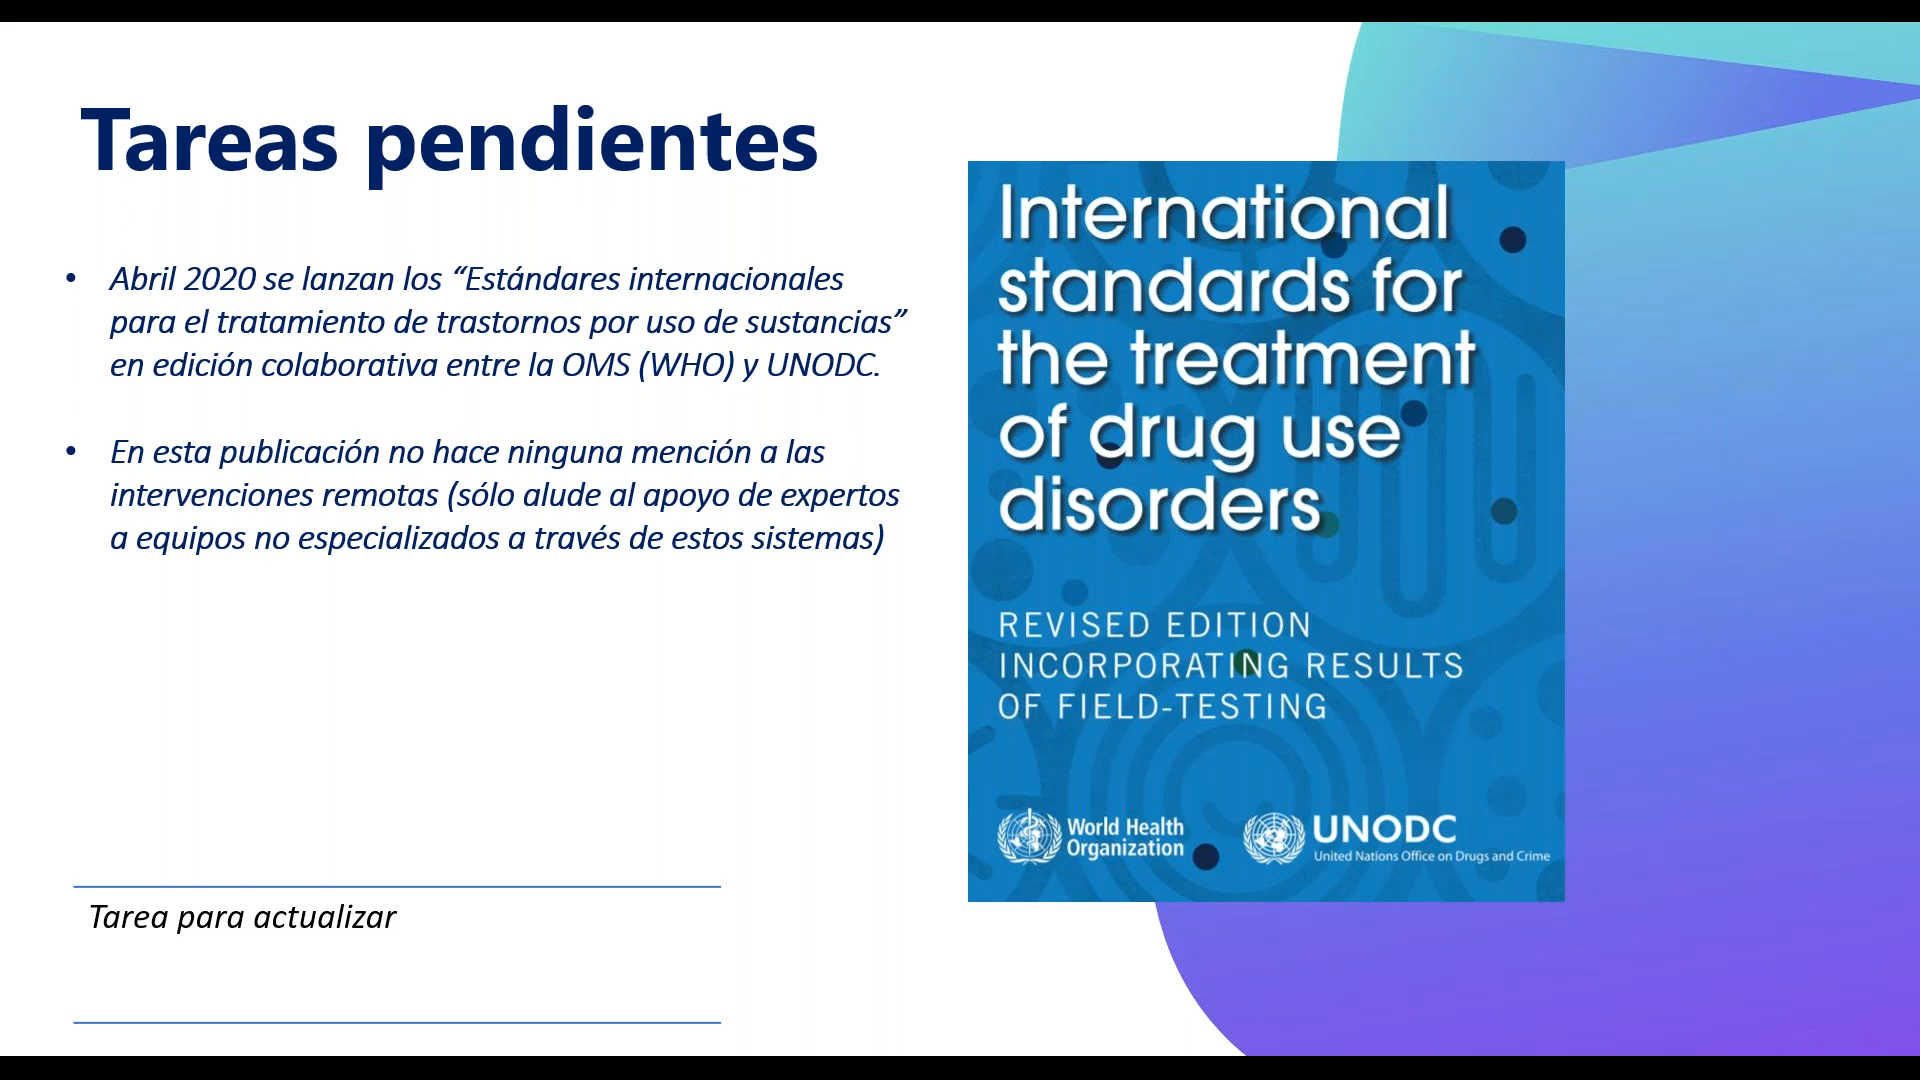 Tareas pendientes
• Abril 2020 se lanzan los “Estándares internacionales
para el tratamiento de trastornos por uso de sustancias”
en edición colaborativa entre la OMS (WHO) y UNODC.
• En esta publicación no hace ninguna mención a las
intervenciones remotas (sólo alude al apoyo de expertos
a equipos no especializados a través de estos sistemas)
Tarea para actualizar
International
standards for
the treatment
of drug use
disorders
REVISED EDITION
INCORPORATING RESULTS
OF FIELD-TESTING
World Health
Organization
UNODC
United Nations Office on Drugs and Crime